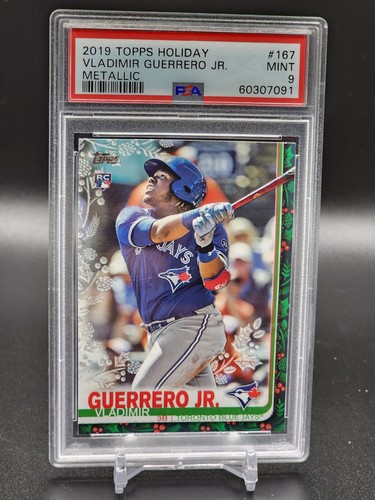 2019 TOPPS HOLIDAY #167
VLADIMIR GUERRERO JR. MINT
METALLIC 9
PSA 60307091
Topps
RC
JAYS
GUERRERO JR.
VLADIMIR
3B | TORONTO BLUE JAYS